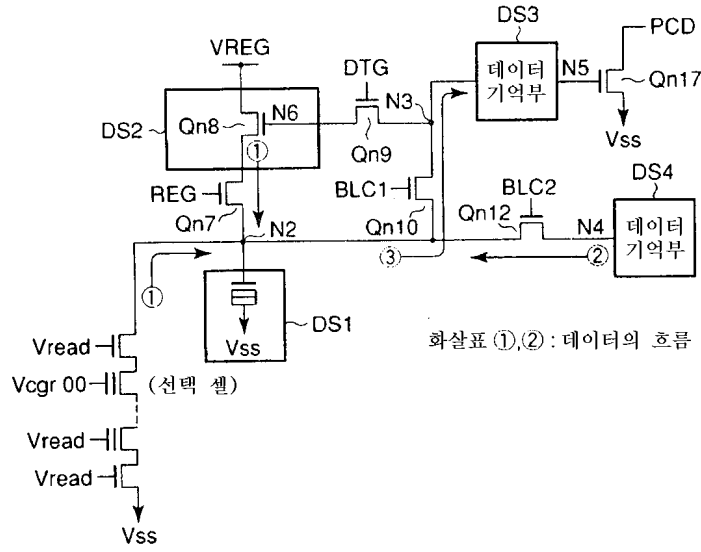 DS3
PCD
VREG
DTG
데이터
기억부
N5
N3
Qn17
N6
DS2
Qn8
Qn9
Vss
①
DS4
REG
BLC1
BLC2
Qn7
Qn10
Qn12
N4
데이터
기억부
N2
③
②
①
DS1
Vss
화살표 ①,② : 데이터의 흐름
Vread
Vcgr 00
(선택 셀)
Vread
Vread
Vss